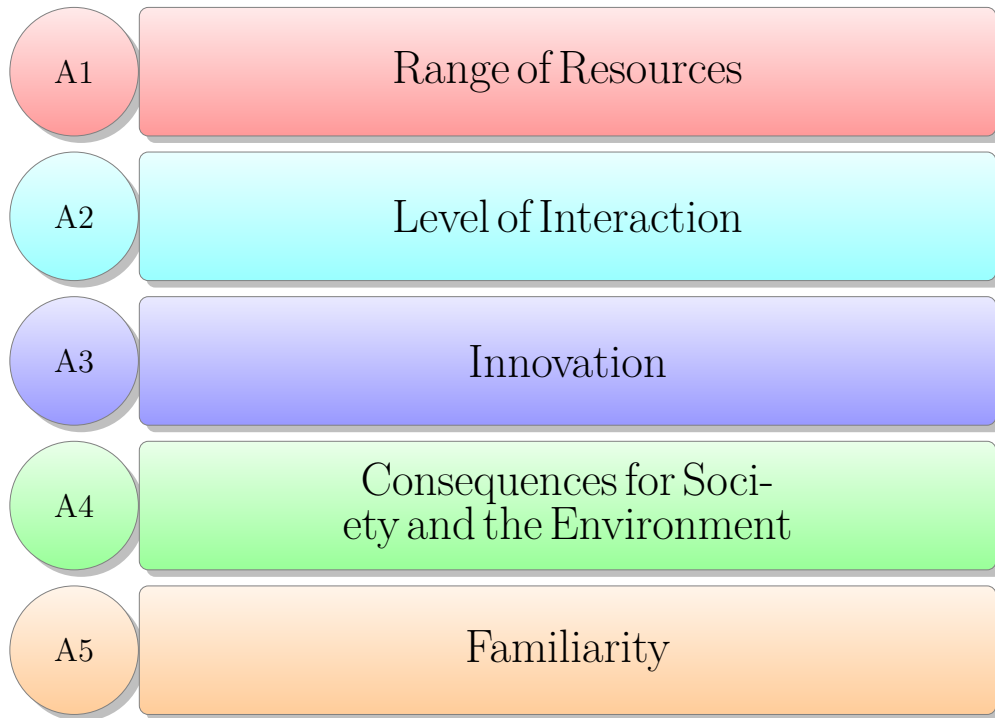 A1
Range of Resources
A2
Level of Interaction
A3
Innovation
A4
Consequences for Soci-
ety and the Environment
A5
Familiarity